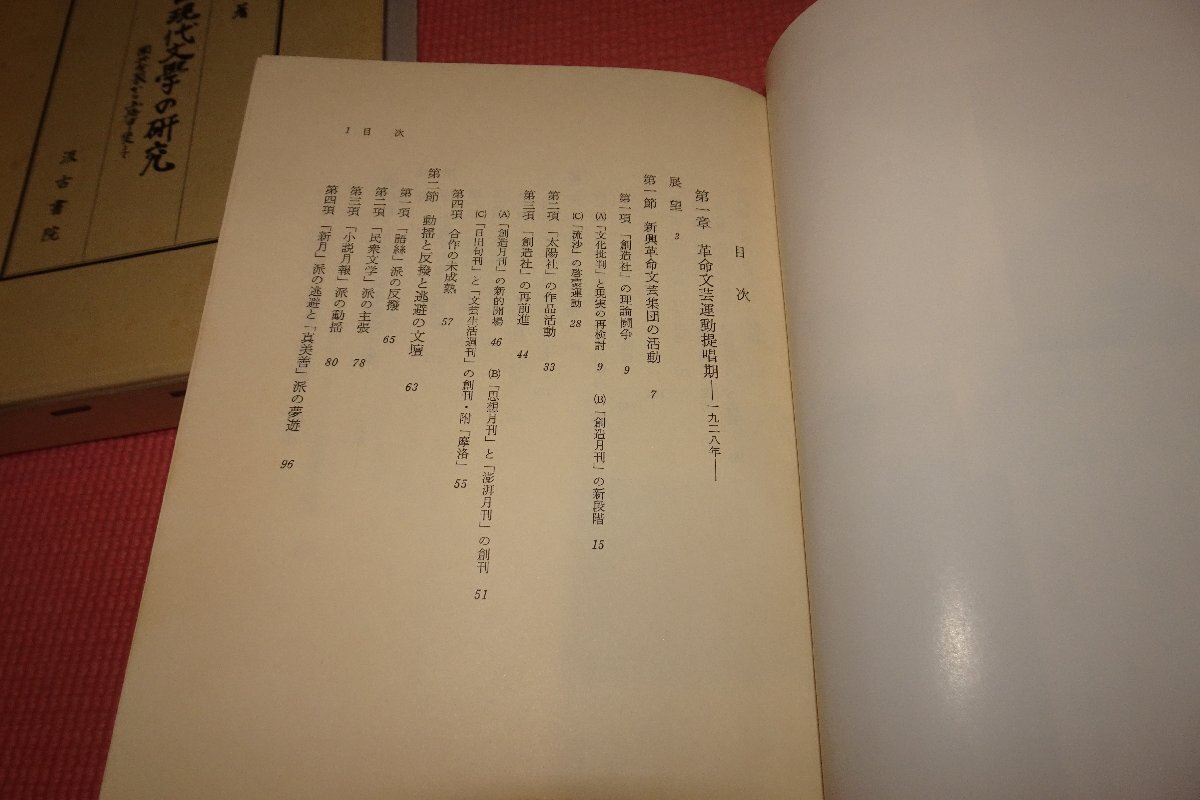 目次
第一章 革命文芸運動提唱期——一九二八年——
展望 3
第一節 新興革命文芸集団の活動 7
第一項 「創造社」の理論闘争 9
(A)「文化批判」と現実の再検討 9 (B)「創造月刊」の新段階 15
(C)「流沙」の啓蒙運動 28
第二項 「太陽社」の作品活動 33
第三項 「創造社」の再前進 44
(A)「創造月刊」の新的開場 46 (B)「思想月刊」と「澎湃月刊」の創刊 51
(C)「日出旬刊」と「文芸生活週刊」の創刊・附「摩洛」 55
第四項 合作の未成熟 57
第二節 動揺と反撥と逃避の文壇 63
第一項 「語絲」派の反撥 65
第二項 「民衆文学」派の主張 78
第三項 「小説月報」派の動揺 80
第四項 「新月」派の逃避と「真美善」派の夢遊 96
1 目次
著
現代文學の研究
汲古書院